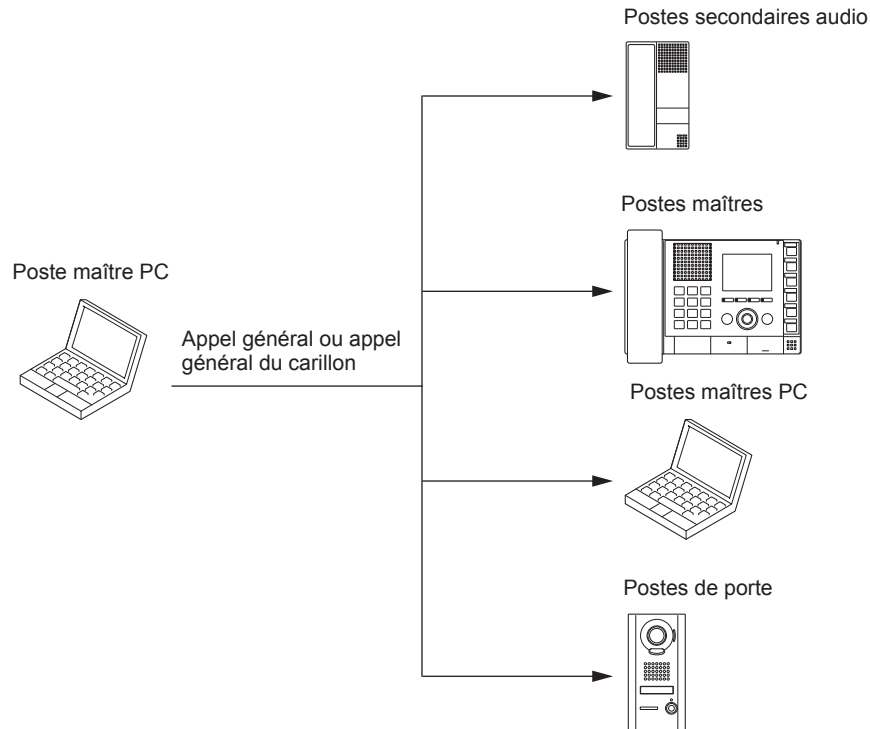 Postes secondaires audio
Postes maîtres
Poste maître PC
Appel général ou appel
général du carillon
Postes maîtres PC
Postes de porte